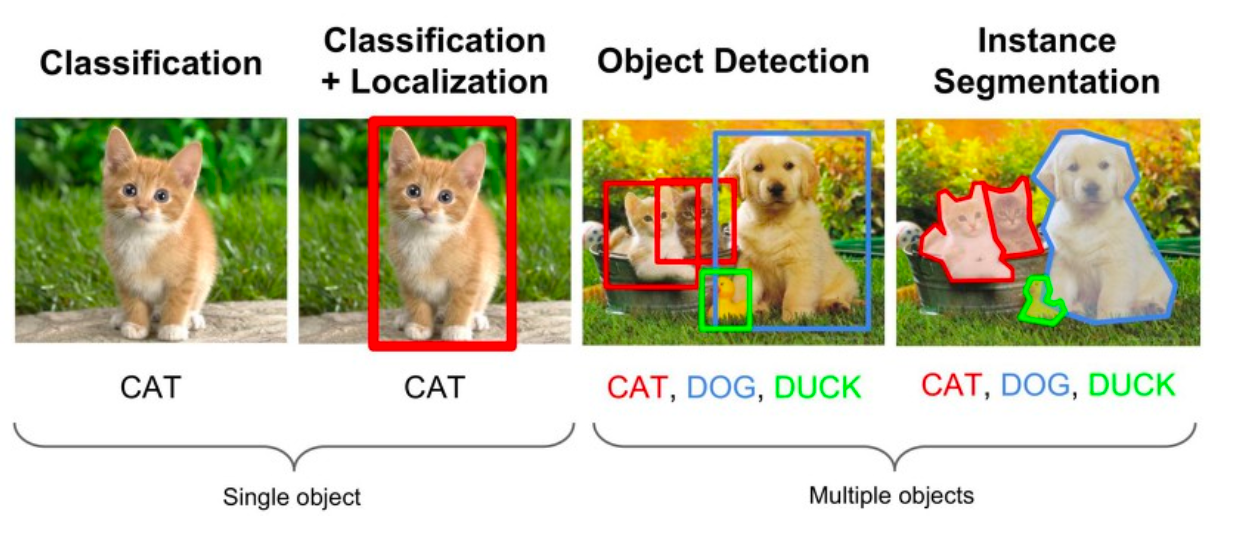 Classification
Classification
+ Localization
Object Detection
Instance
Segmentation
CAT
CAT
CAT, DOG, DUCK
CAT, DOG, DUCK
Single object
Multiple objects